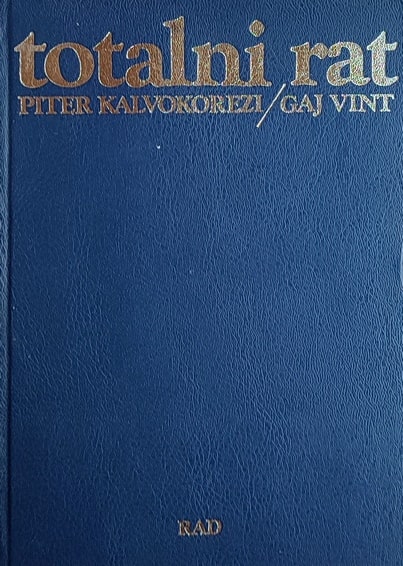 totalni rat
PITER KALVOKOREZI/GAJ VINT
RAD